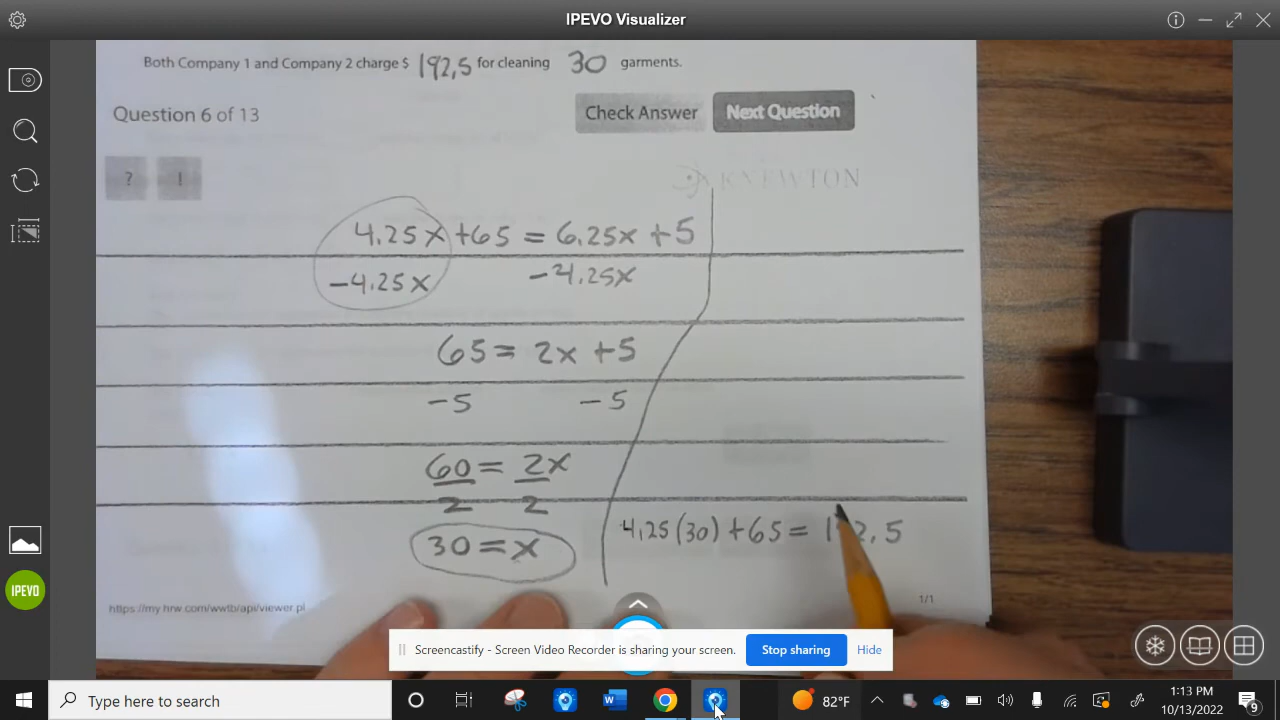 IPEVO Visualizer
Both Company 1 and Company 2 charge $ 192,5 for cleaning 30 garments.
Question 6 of 13
Check Answer
Next Question
? !
KNEWTON
4.25x +65 = 6.25x +5
-4.25x -4.25x
65 = 2x +5
-5 -5
60 = 2x
2 2
30 = x
4.25(30) +65 = 192.5
https://my.hrw.com/wwtb/api/viewer.pl
1/1
IPEVO
Screencastify - Screen Video Recorder is sharing your screen.
Stop sharing
Hide
Type here to search
82°F
1:13 PM
10/13/2022
9